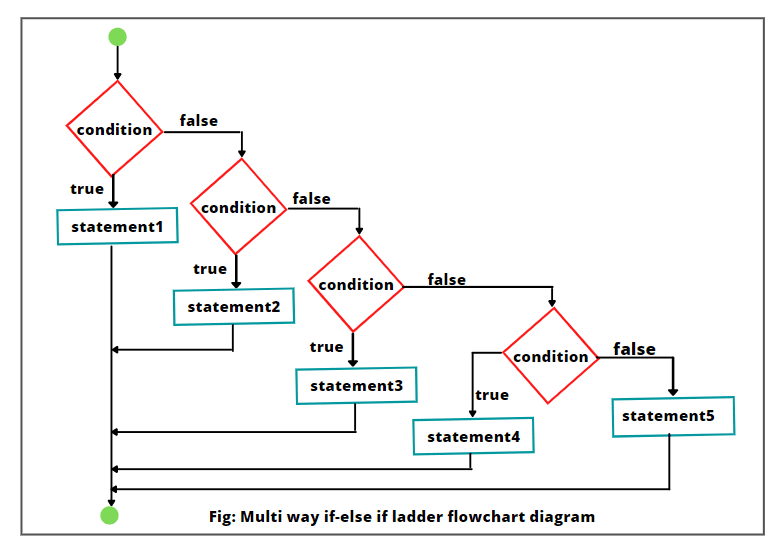 condition
false
true
statement1
condition
false
true
statement2
condition
false
true
statement3
condition
false
true
statement4
statement5
Fig: Multi way if-else if ladder flowchart diagram